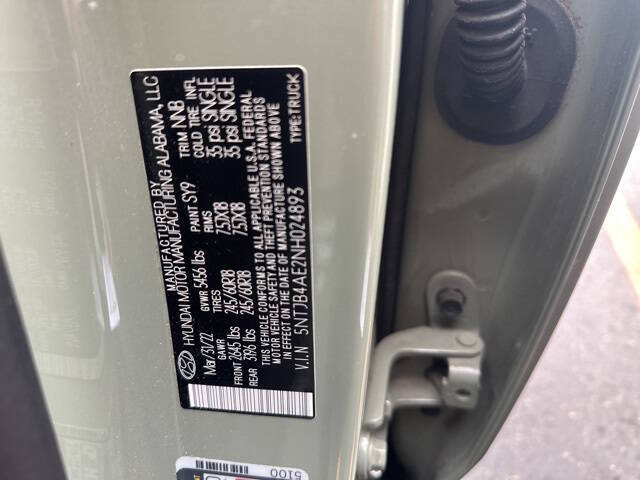 MANUFACTURED BY
HYUNDAI MOTOR MANUFACTURING ALABAMA, LLC
Mar/31/22 GVWR 5456 lbs PAINT SY9 TRIM NNB
GAWR TIRES RIMS COLD TIRE INFL
FRONT 2645 lbs 245/60R18 7.5JX18 35 psi SINGLE
REAR 3196 lbs 245/60R18 7.5JX18 35 psi SINGLE
THIS VEHICLE CONFORMS TO ALL APPLICABLE U.S.A. FEDERAL
MOTOR VEHICLE SAFETY AND THEFT PREVENTION STANDARDS
IN EFFECT ON THE DATE OF MANUFACTURE SHOWN ABOVE
V.I.N 5NTJB4AE2NH024893 TYPE:TRUCK
5100